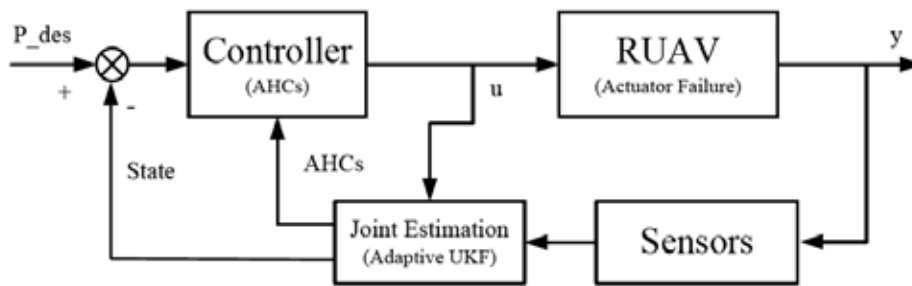 P_des
+
-
Controller
(AHCs)
u
RUAV
(Actuator Failure)
y
State
AHCs
Joint Estimation
(Adaptive UKF)
Sensors